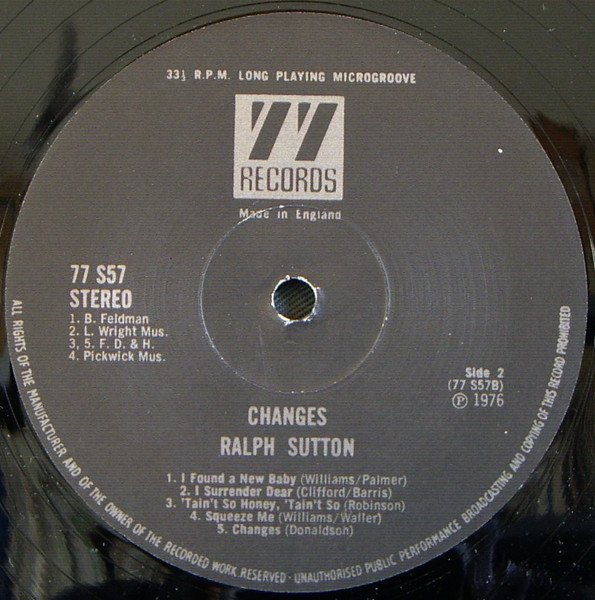 33⅓ R.P.M. LONG PLAYING MICROGROOVE
77
RECORDS
Made in England
77 S57
STEREO
1. B. Feldman
2. L. Wright Mus.
3, 5. F. D. & H.
4. Pickwick Mus.
Side 2
(77 S57B)
Ⓟ 1976
CHANGES
RALPH SUTTON
1. I Found a New Baby (Williams/Palmer)
2. I Surrender Dear (Clifford/Barris)
3. 'Tain't So Honey, 'Tain't So (Robinson)
4. Squeeze Me (Williams/Waller)
5. Changes (Donaldson)
ALL RIGHTS OF THE MANUFACTURER AND OF THE OWNER OF THE RECORDED WORK RESERVED · UNAUTHORISED PUBLIC PERFORMANCE BROADCASTING AND COPYING OF THIS RECORD PROHIBITED